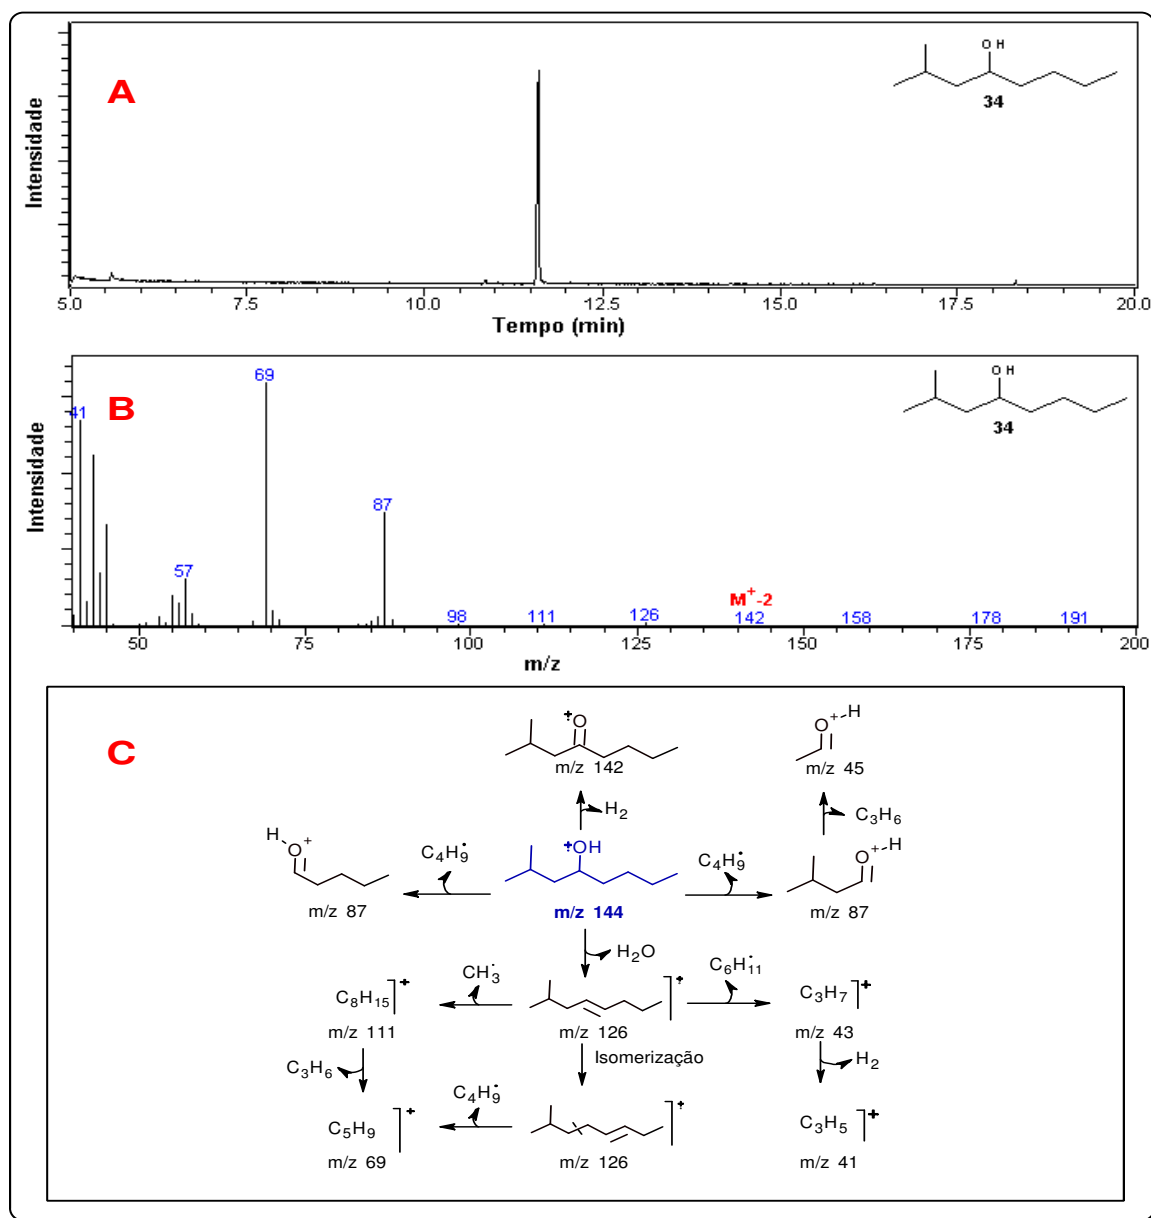 A
Intensidade
OH
34
5.0 7.5 10.0 12.5 15.0 17.5 20.0
Tempo (min)
B
Intensidade
OH
34
41 57 69 87 98 111 126 142 158 178 191
M⁺-2
50 75 100 125 150 175 200
m/z
C
O
m/z 142
O H
m/z 45
H₂
C₃H₆
H O
m/z 87
C₄H₉
OH
m/z 144
C₄H₉
O H
m/z 87
H₂O
C₈H₁₅ +
m/z 111
CH₃
m/z 126
C₆H₁₁
C₃H₇ +
m/z 43
C₃H₆
Isomerização
H₂
C₅H₉ +
m/z 69
C₄H₉
m/z 126
C₃H₅ +
m/z 41